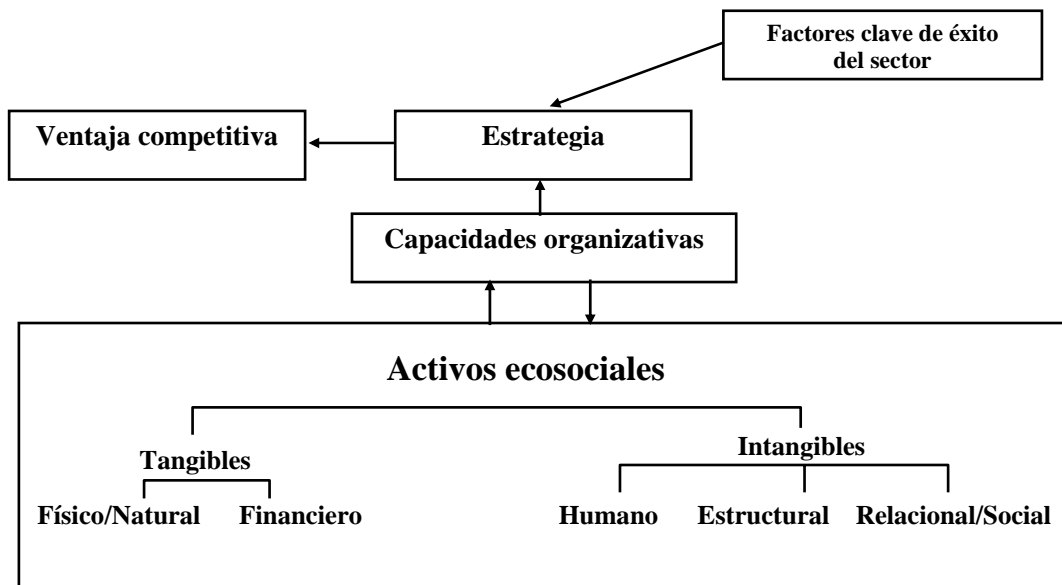 Factores clave de éxito
del sector
Ventaja competitiva
Estrategia
Capacidades organizativas
Activos ecosociales
Tangibles
Intangibles
Físico/Natural
Financiero
Humano
Estructural
Relacional/Social